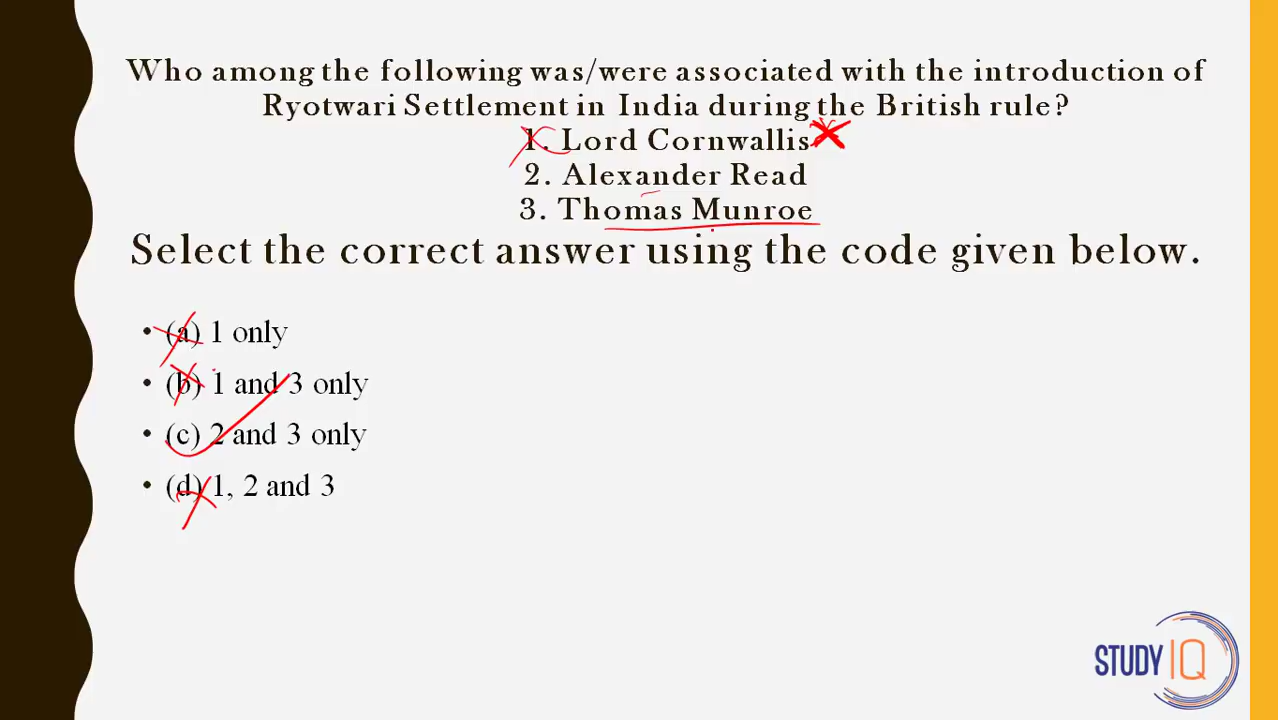 Who among the following was/were associated with the introduction of
Ryotwari Settlement in India during the British rule?
1. Lord Cornwallis
2. Alexander Read
3. Thomas Munroe
Select the correct answer using the code given below.
• (a) 1 only
• (b) 1 and 3 only
• (c) 2 and 3 only
• (d) 1, 2 and 3
STUDY IQ